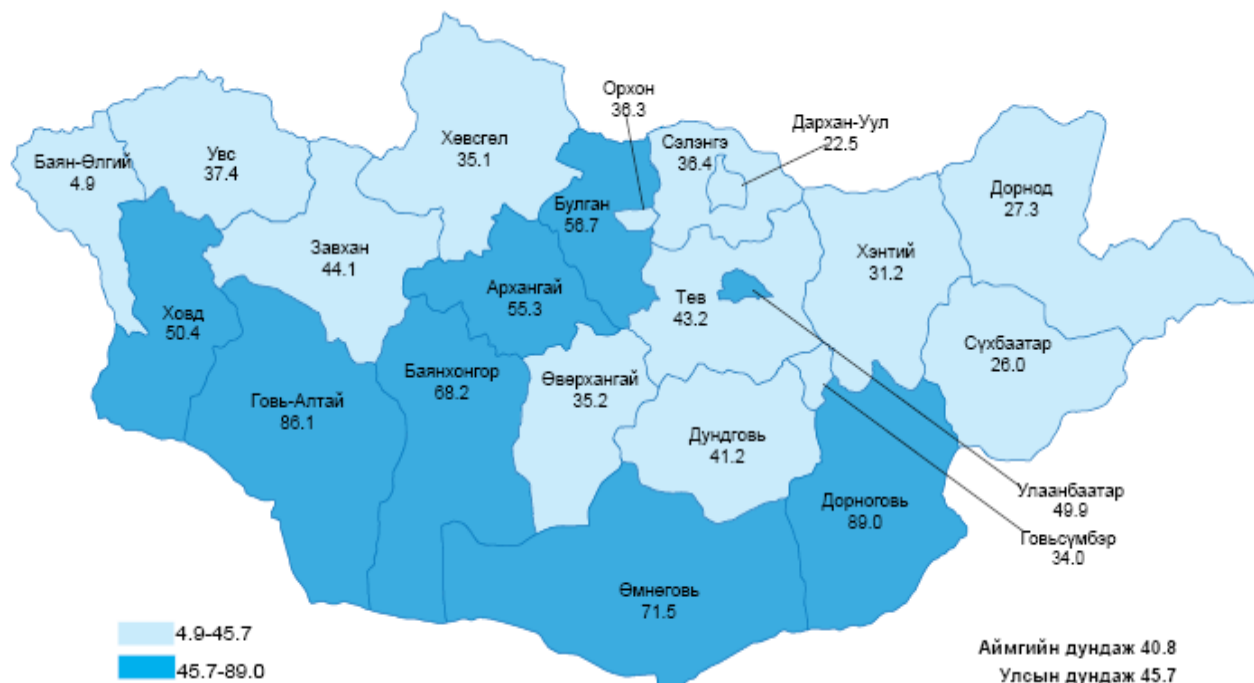 Орхон
36.3
Дархан-Уул
22.5
Хөвсгөл
35.1
Сэлэнгэ
36.4
Баян-Өлгий
4.9
Увс
37.4
Дорнод
27.3
Булган
56.7
Завхан
44.1
Хэнтий
31.2
Архангай
55.3
Төв
43.2
Ховд
50.4
Сүхбаатар
26.0
Баянхонгор
68.2
Өвөрхангай
35.2
Говь-Алтай
86.1
Дундговь
41.2
Улаанбаатар
49.9
Дорноговь
89.0
Говьсүмбэр
34.0
Өмнөговь
71.5
4.9-45.7
45.7-89.0
Аймгийн дундаж 40.8
Улсын дундаж 45.7